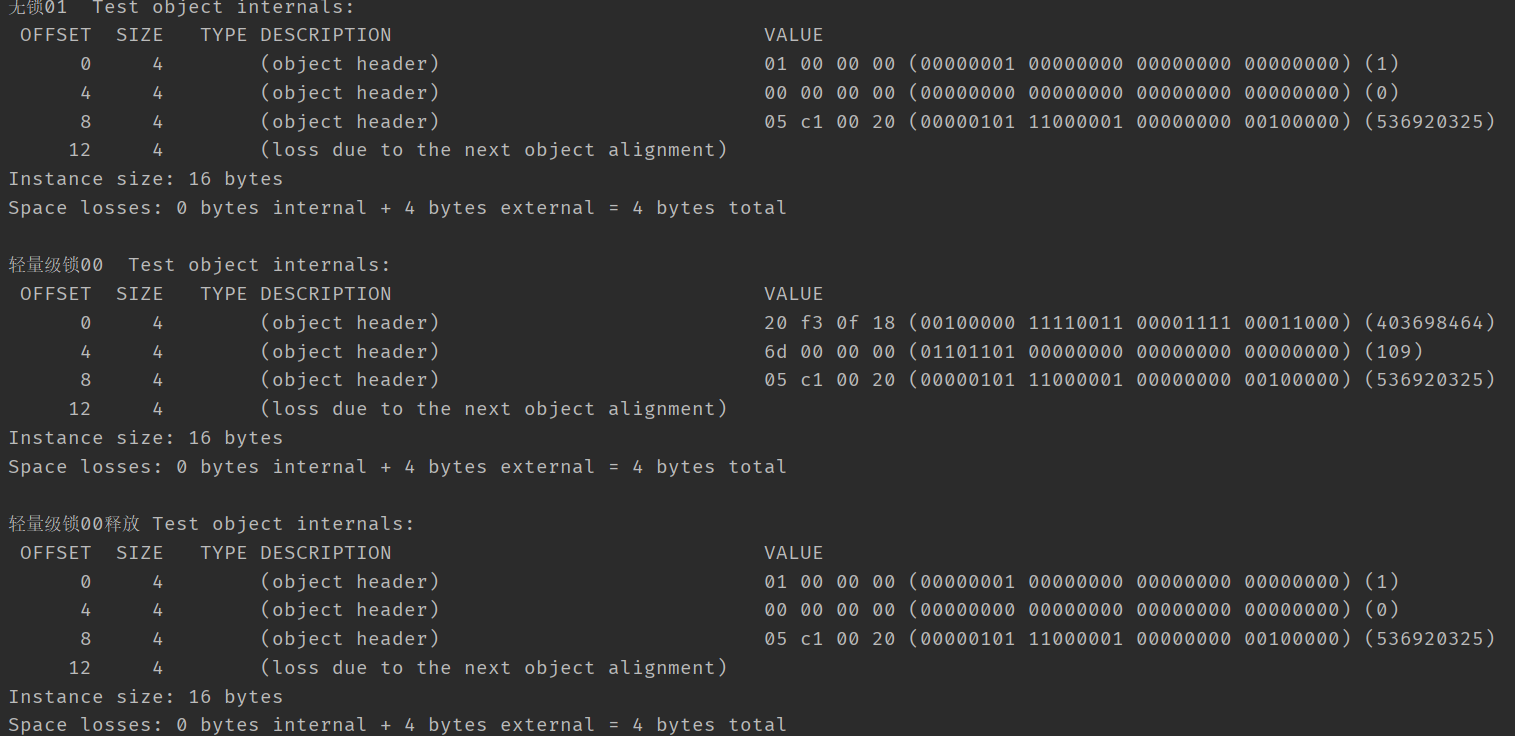 无锁01  Test object internals:
 OFFSET  SIZE   TYPE DESCRIPTION                               VALUE
      0     4        (object header)                           01 00 00 00 (00000001 00000000 00000000 00000000) (1)
      4     4        (object header)                           00 00 00 00 (00000000 00000000 00000000 00000000) (0)
      8     4        (object header)                           05 c1 00 20 (00000101 11000001 00000000 00100000) (536920325)
     12     4        (loss due to the next object alignment)
Instance size: 16 bytes
Space losses: 0 bytes internal + 4 bytes external = 4 bytes total

轻量级锁00  Test object internals:
 OFFSET  SIZE   TYPE DESCRIPTION                               VALUE
      0     4        (object header)                           20 f3 0f 18 (00100000 11110011 00001111 00011000) (403698464)
      4     4        (object header)                           6d 00 00 00 (01101101 00000000 00000000 00000000) (109)
      8     4        (object header)                           05 c1 00 20 (00000101 11000001 00000000 00100000) (536920325)
     12     4        (loss due to the next object alignment)
Instance size: 16 bytes
Space losses: 0 bytes internal + 4 bytes external = 4 bytes total

轻量级锁00释放 Test object internals:
 OFFSET  SIZE   TYPE DESCRIPTION                               VALUE
      0     4        (object header)                           01 00 00 00 (00000001 00000000 00000000 00000000) (1)
      4     4        (object header)                           00 00 00 00 (00000000 00000000 00000000 00000000) (0)
      8     4        (object header)                           05 c1 00 20 (00000101 11000001 00000000 00100000) (536920325)
     12     4        (loss due to the next object alignment)
Instance size: 16 bytes
Space losses: 0 bytes internal + 4 bytes external = 4 bytes total